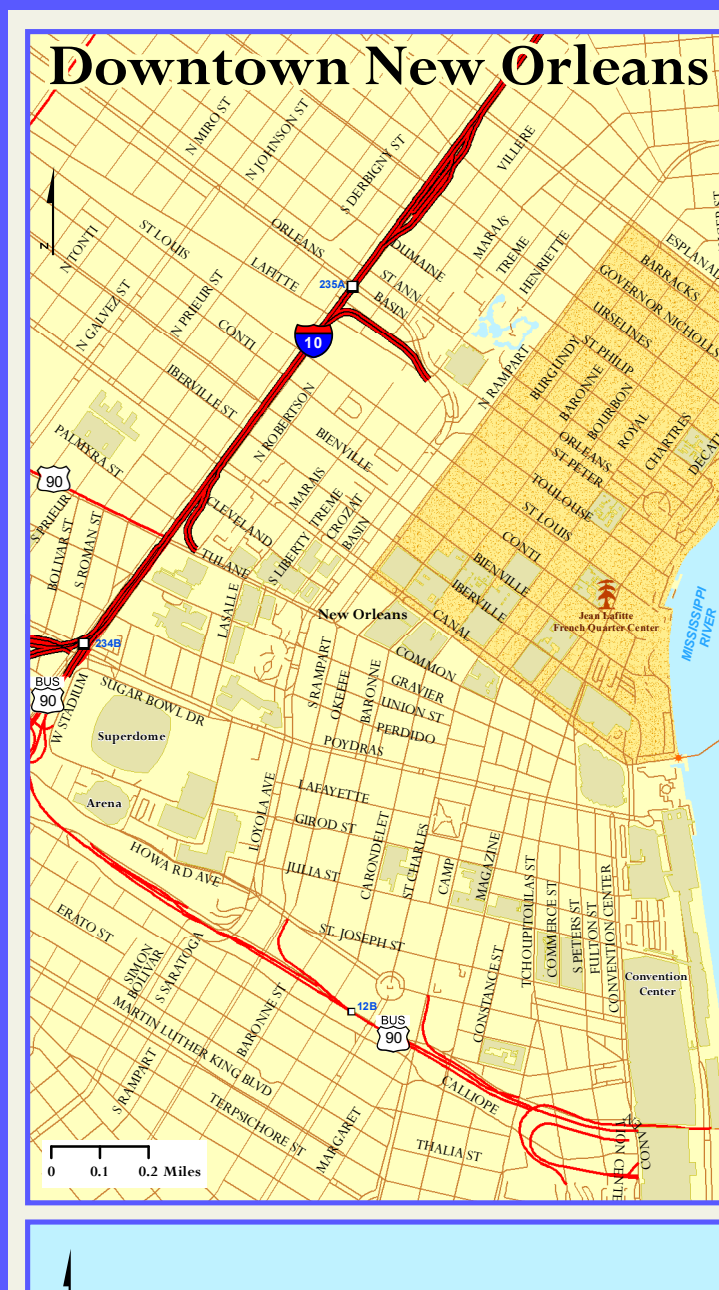 Downtown New Orleans
N MIRO ST
N JOHNSON ST
S DERBIGNY ST
VILLERE
N TONTI
ST LOUIS
ORLEANS
DUMAINE
MARAIS
TREME
HENRIETTE
ESPLANAD
BARRACKS
GOVERNOR NICHOLLS
N
LAFITTE
235A
ST ANN
BASIN
N GALVEZ ST
N PRIEUR ST
CONTI
10
URSELINES
ST PHILIP
BURGUNDY
BARONNE
BOURBON
ROYAL
CHARTRES
DECAT
N RAMPART
IBERVILLE ST
N ROBERTSON
BIENVILLE
ORLEANS
ST PETER
TOULOUSE
ST LOUIS
CONTI
BIENVILLE
IBERVILLE
PALMYRA ST
90
S PRIEUR
BOLIVAR ST
S ROMAN ST
CLEVELAND
TULANE
MARAIS
TREME
CROZAT
BASIN
S LIBERTY
LASALLE
New Orleans
CANAL
Jean Lafitte
French Quarter Center
MISSISSIPPI
RIVER
234B
BUS
90
W STADIUM
SUGAR BOWL DR
Superdome
Arena
S RAMPART
OKEEFE
BARONNE
COMMON
GRAVIER
UNION ST
PERDIDO
POYDRAS
LAFAYETTE
GIROD ST
LOYOLA AVE
JULIA ST
CARONDELET
ST CHARLES
CAMP
MAGAZINE
HOWARD AVE
ST. JOSEPH ST
TCHOUPITOULAS ST
COMMERCE ST
S PETERS ST
FULTON ST
CONVENTION CENTER
Convention
Center
ERATO ST
SIMON
BOLIVAR
S SARATOGA
BARONNE ST
12B
BUS
90
CONSTANCE ST
MARTIN LUTHER KING BLVD
S RAMPART
TERPSICHORE ST
MARGARET
CALLIOPE
THALIA ST
CONVEN
ION CENTE
0 0.1 0.2 Miles